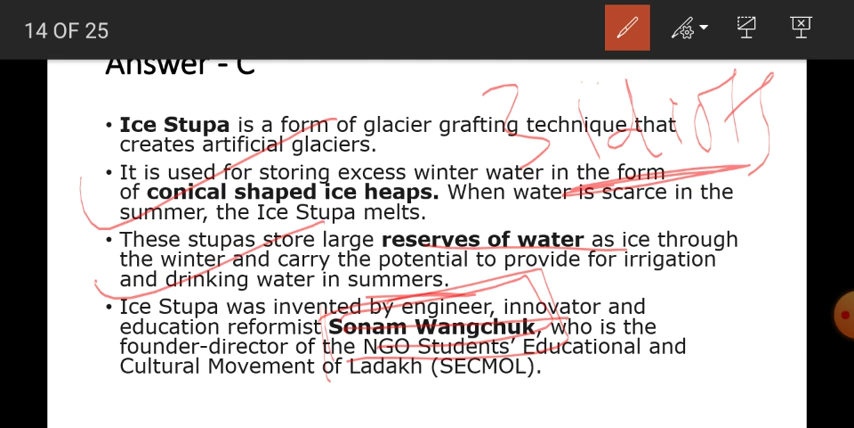 14 OF 25
Answer - C
3 idiots
• Ice Stupa is a form of glacier grafting technique that
creates artificial glaciers.
• It is used for storing excess winter water in the form
of conical shaped ice heaps. When water is scarce in the
summer, the Ice Stupa melts.
• These stupas store large reserves of water as ice through
the winter and carry the potential to provide for irrigation
and drinking water in summers.
• Ice Stupa was invented by engineer, innovator and
education reformist Sonam Wangchuk, who is the
founder-director of the NGO Students’ Educational and
Cultural Movement of Ladakh (SECMOL).